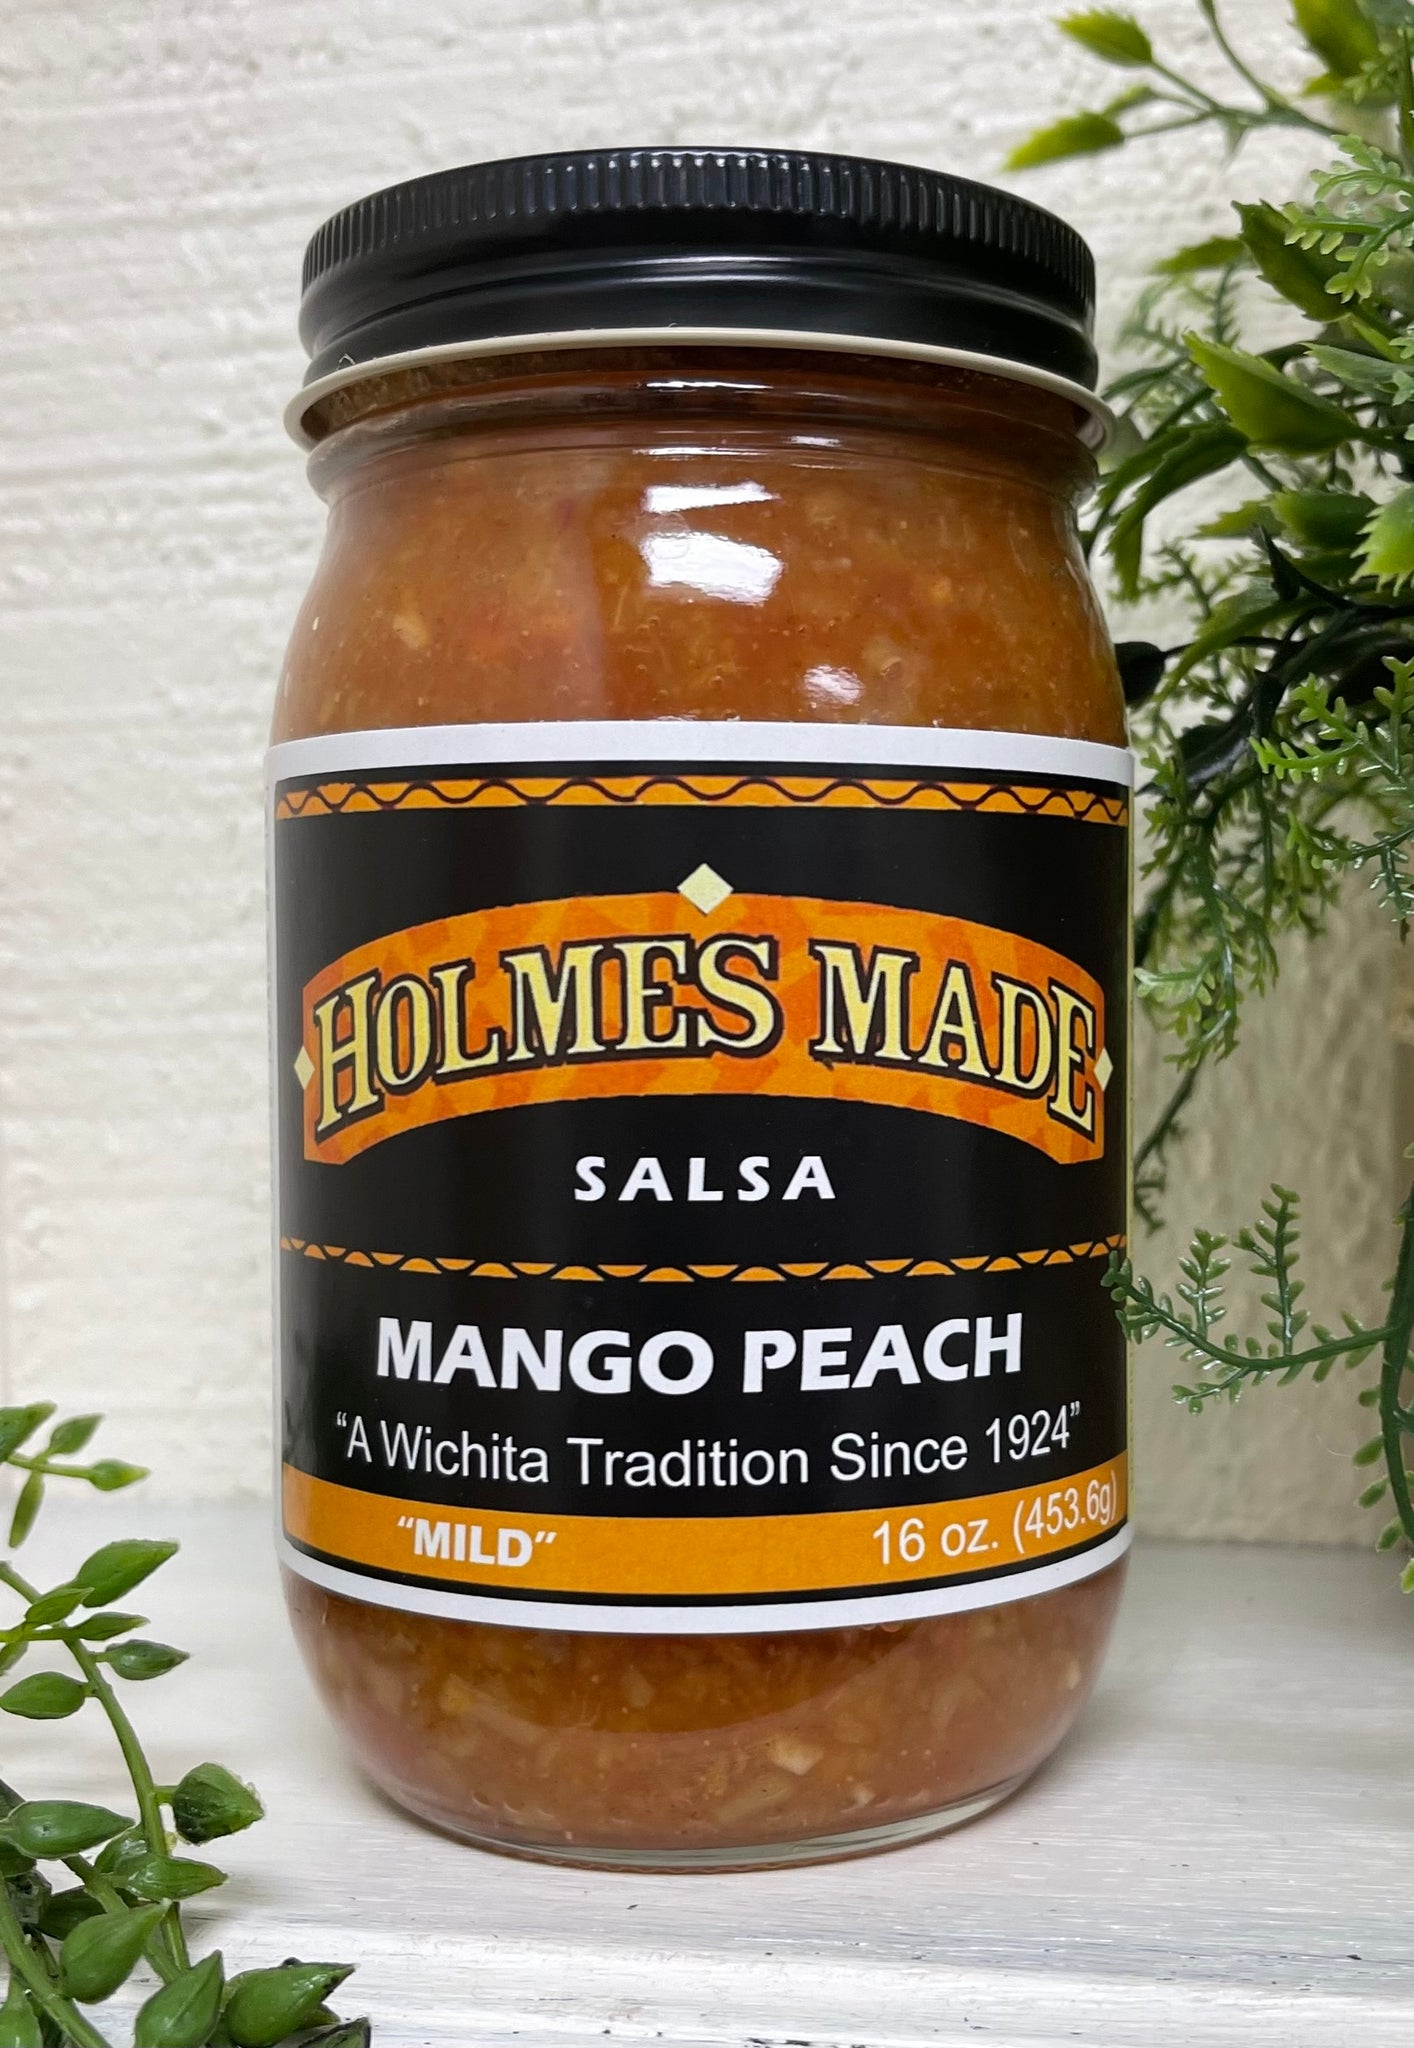 HOLMES MADE
SALSA
MANGO PEACH
“A Wichita Tradition Since 1924”
“MILD” 16 oz. (453.6g)